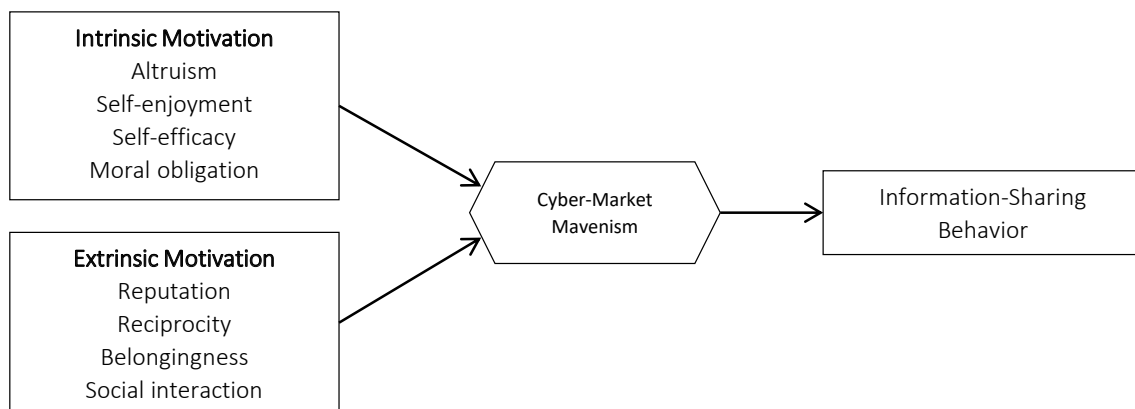 Intrinsic Motivation
Altruism
Self-enjoyment
Self-efficacy
Moral obligation
Extrinsic Motivation
Reputation
Reciprocity
Belongingness
Social interaction
Cyber-Market
Mavenism
Information-Sharing
Behavior